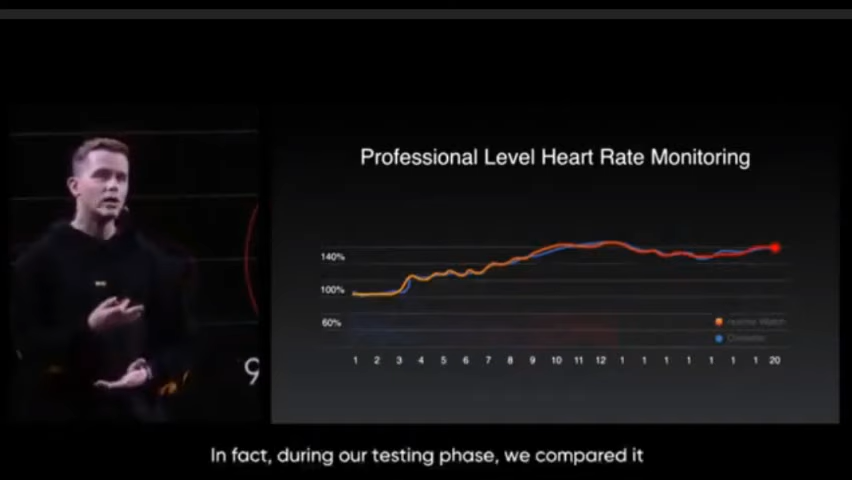 Professional Level Heart Rate Monitoring
140%
100%
60%
realme Watch
1 2 3 4 5 6 7 8 9 10 11 12 1 1 1 1 1 1 1 20
9
In fact, during our testing phase, we compared it